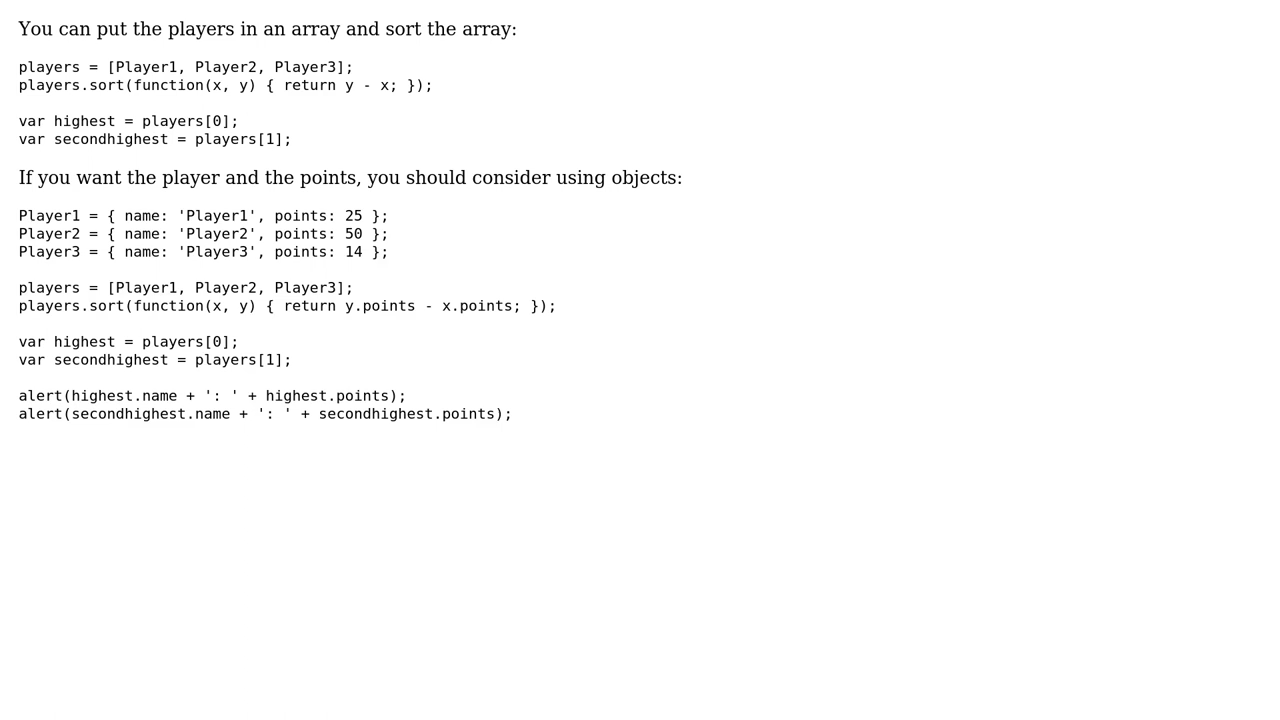 You can put the players in an array and sort the array:
players = [Player1, Player2, Player3];
players.sort(function(x, y) { return y - x; });
var highest = players[0];
var secondhighest = players[1];
If you want the player and the points, you should consider using objects:
Player1 = { name: 'Player1', points: 25 };
Player2 = { name: 'Player2', points: 50 };
Player3 = { name: 'Player3', points: 14 };
players = [Player1, Player2, Player3];
players.sort(function(x, y) { return y.points - x.points; });
var highest = players[0];
var secondhighest = players[1];
alert(highest.name + ': ' + highest.points);
alert(secondhighest.name + ': ' + secondhighest.points);